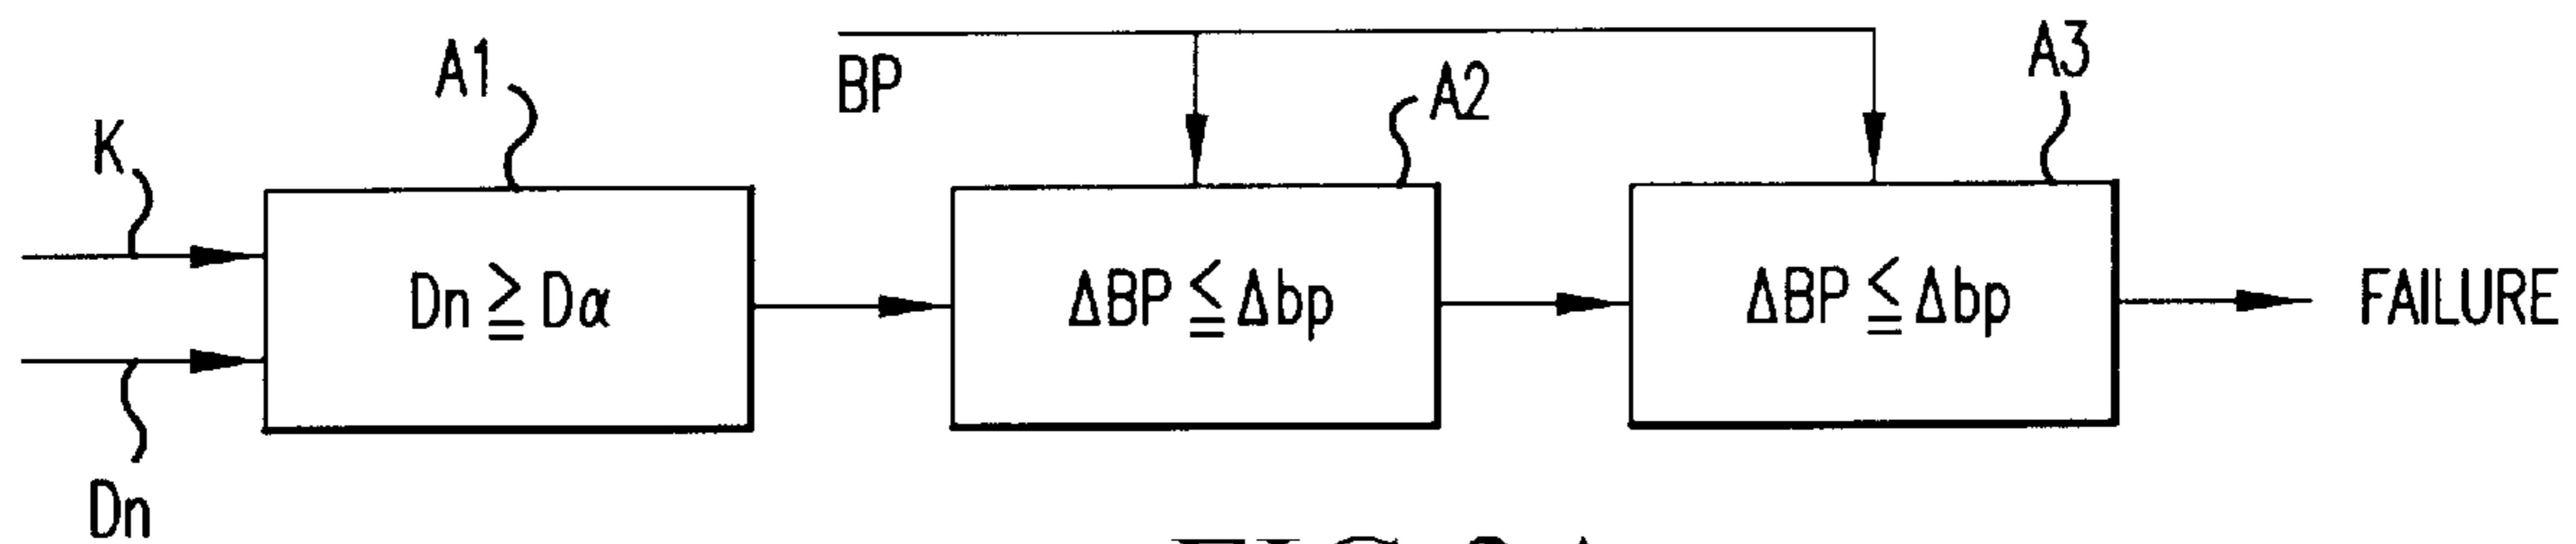 A1
A3
BP
A2
K
Dn ≧ Dα
ΔBP ≦ Δbp
ΔBP ≦ Δbp
FAILURE
Dn